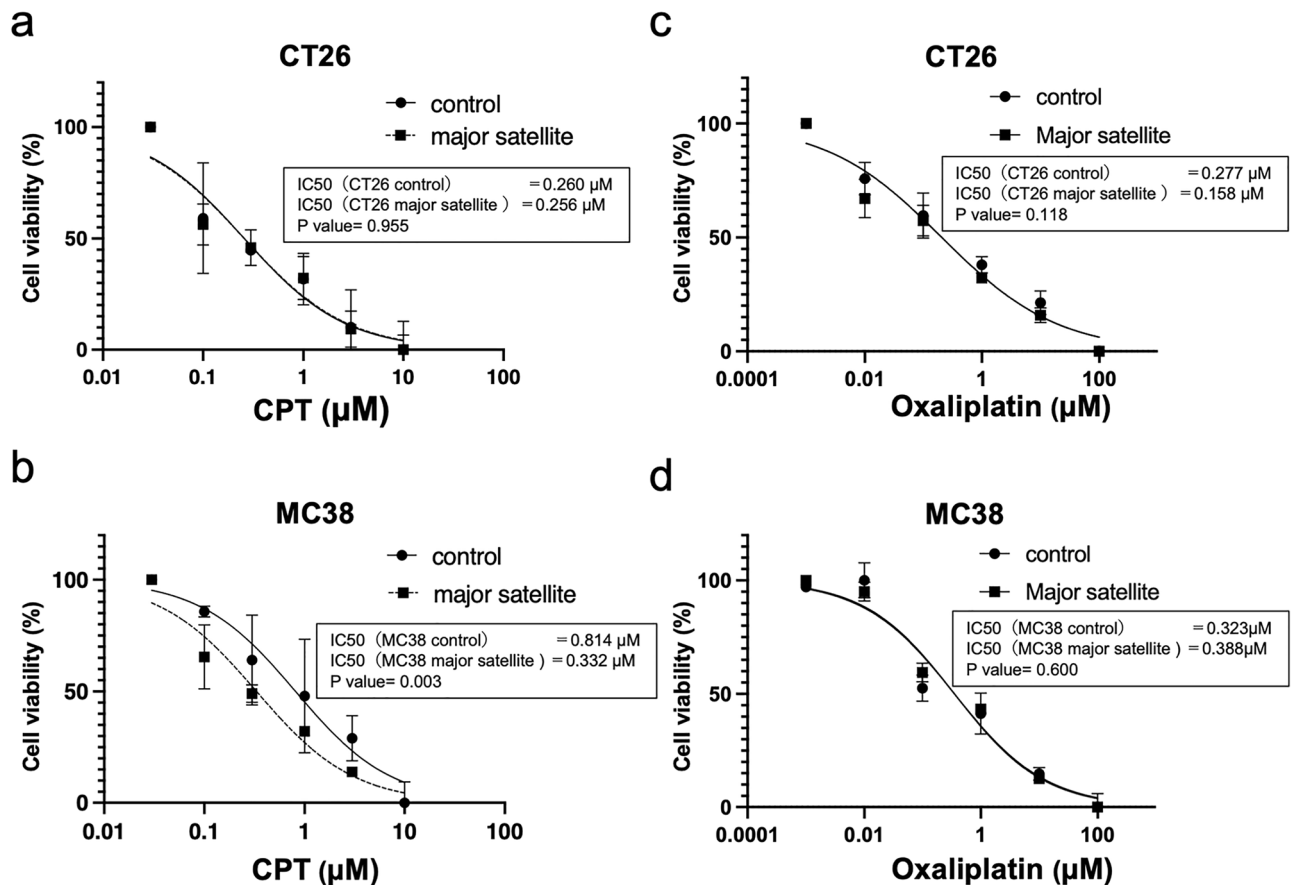 a
CT26
control
major satellite
IC50（CT26 control） ＝0.260 μM
IC50（CT26 major satellite ）＝0.256 μM
P value= 0.955
Cell viability (%)
100
50
0
0.01 0.1 1 10 100
CPT (μM)
c
CT26
control
Major satellite
IC50（CT26 control） ＝0.277 μM
IC50（CT26 major satellite ）＝0.158 μM
P value= 0.118
Cell viability (%)
100
50
0
0.0001 0.01 1 100
Oxaliplatin (μM)
b
MC38
control
major satellite
IC50（MC38 control） ＝0.814 μM
IC50（MC38 major satellite ）＝0.332 μM
P value= 0.003
Cell viability (%)
100
50
0
0.01 0.1 1 10 100
CPT (μM)
d
MC38
control
Major satellite
IC50（MC38 control） ＝0.323μM
IC50（MC38 major satellite ）＝0.388μM
P value= 0.600
Cell viability (%)
100
50
0
0.0001 0.01 1 100
Oxaliplatin (μM)